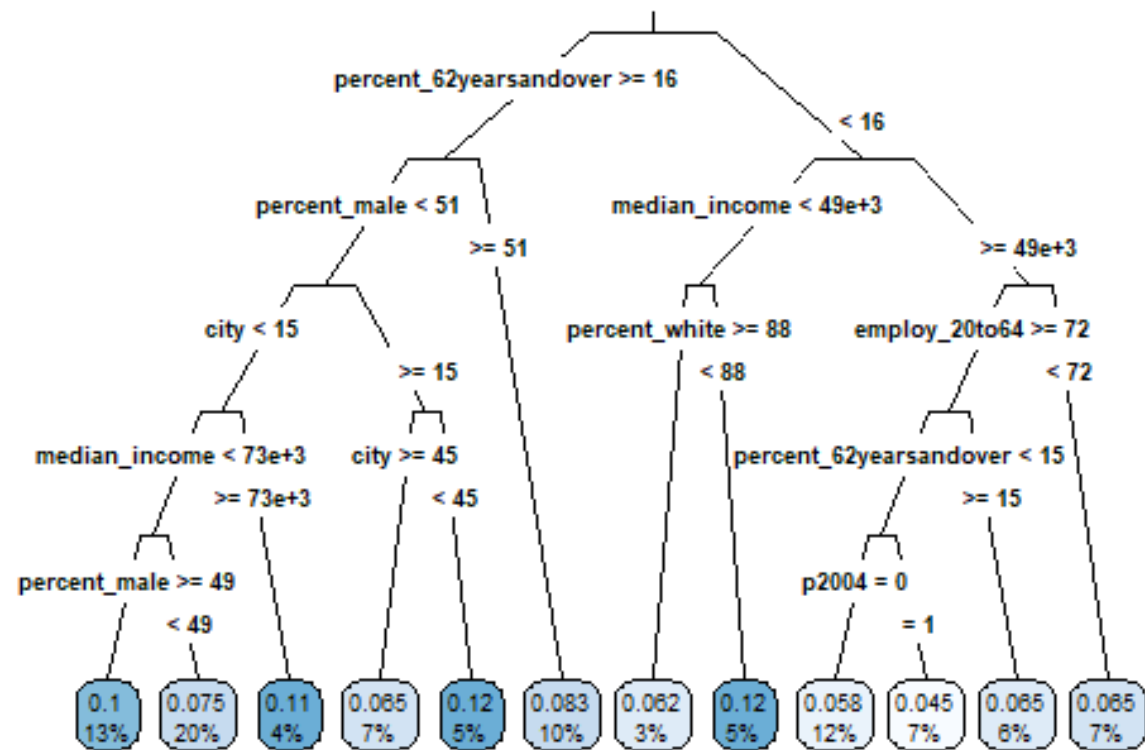 percent_62yearsandover >= 16
< 16
percent_male < 51
median_income < 49e+3
>= 51
>= 49e+3
city < 15
percent_white >= 88
employ_20to64 >= 72
>= 15
< 88
< 72
median_income < 73e+3
city >= 45
percent_62yearsandover < 15
>= 73e+3
< 45
>= 15
percent_male >= 49
p2004 = 0
< 49
= 1
0.1 0.075 0.11 0.065 0.12 0.083 0.062 0.12 0.058 0.045 0.065 0.065
13% 20% 4% 7% 5% 10% 3% 5% 12% 7% 6% 7%